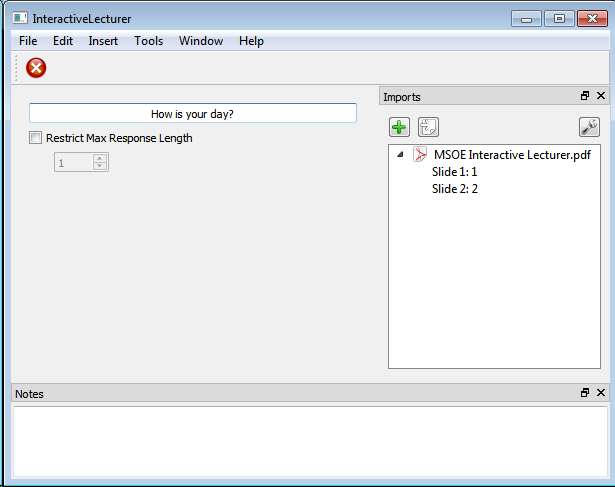 InteractiveLecturer
File Edit Insert Tools Window Help
How is your day?
Restrict Max Response Length
1
Imports
MSOE Interactive Lecturer.pdf
Slide 1: 1
Slide 2: 2
Notes